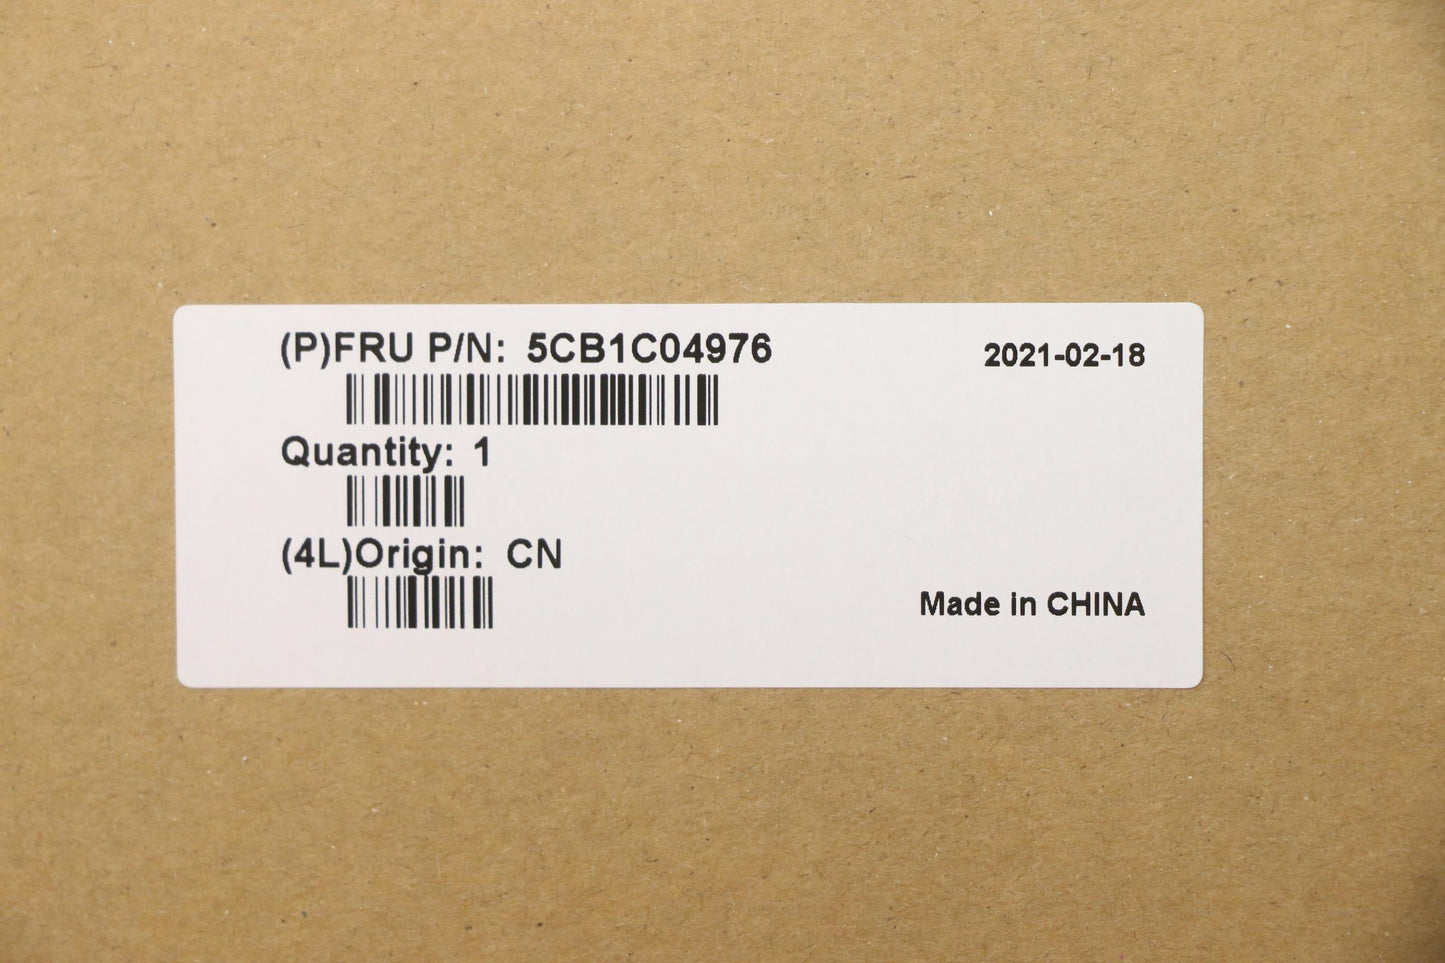 (P)FRU P/N: 5CB1C04976
2021-02-18
Quantity: 1
(4L)Origin: CN
Made in CHINA